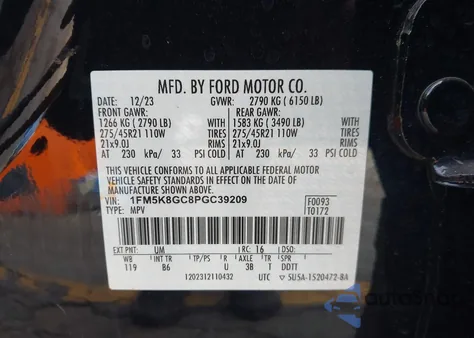 MFD. BY FORD MOTOR CO.
DATE: 12/23 GVWR: 2790 KG ( 6150 LB)
FRONT GAWR: REAR GAWR:
1266 KG ( 2790 LB) 1583 KG ( 3490 LB)
275/45R21 110W TIRES 275/45R21 110W TIRES
21x9.0J RIMS 21x9.0J RIMS
AT 230 kPa/ 33 PSI COLD AT 230 kPa/ 33 PSI COLD
THIS VEHICLE CONFORMS TO ALL APPLICABLE FEDERAL MOTOR
VEHICLE SAFETY STANDARDS IN EFFECT ON THE DATE OF
MANUFACTURE SHOWN ABOVE.
VIN: 1FM5K8GC8PGC39209 F0093
TYPE: MPV T0172
EXT PNT: UM RC: 16 DSO:
WB INT TR TP/PS R AXLE TR SPR
119 B6 U 3B T DDTT
1202312110432 UTC 5U5A-1520472-BA
autosnap